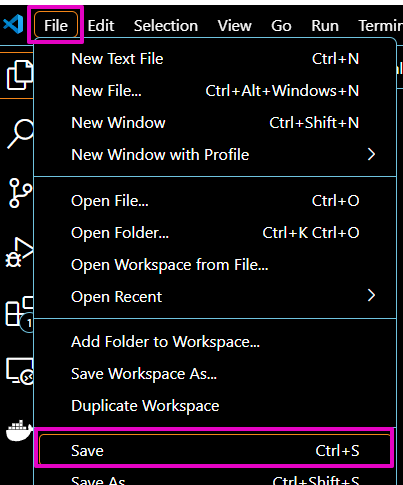 File Edit Selection View Go Run Termin
New Text File Ctrl+N
New File... Ctrl+Alt+Windows+N
New Window Ctrl+Shift+N
New Window with Profile
Open File... Ctrl+O
Open Folder... Ctrl+K Ctrl+O
Open Workspace from File...
Open Recent
1
Add Folder to Workspace...
Save Workspace As...
Duplicate Workspace
Save Ctrl+S
Save As Ctrl+Shift+S